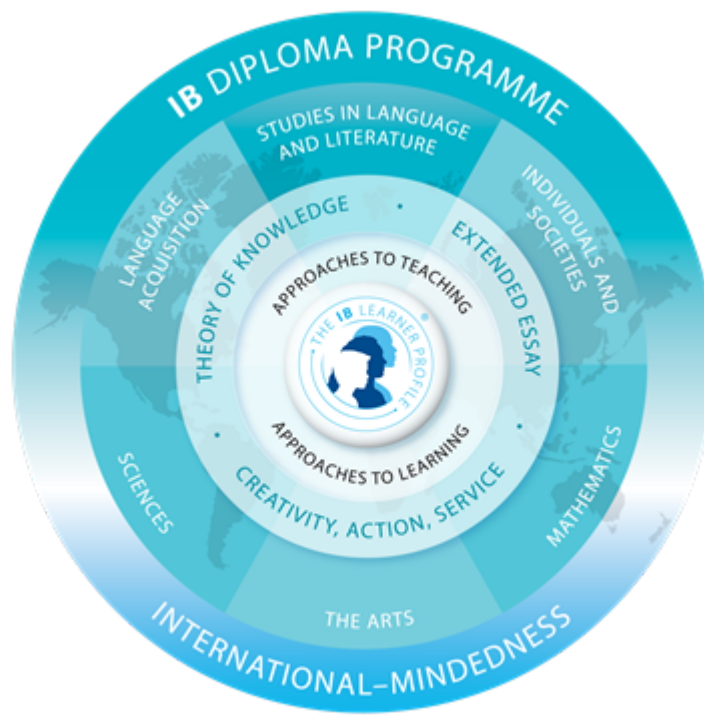 IB DIPLOMA PROGRAMME
STUDIES IN LANGUAGE
AND LITERATURE
LANGUAGE
ACQUISITION
INDIVIDUALS AND
SOCIETIES
THEORY OF KNOWLEDGE
EXTENDED ESSAY
APPROACHES TO TEACHING
THE IB LEARNER PROFILE®
APPROACHES TO LEARNING
CREATIVITY, ACTION, SERVICE
SCIENCES
MATHEMATICS
THE ARTS
INTERNATIONAL–MINDEDNESS